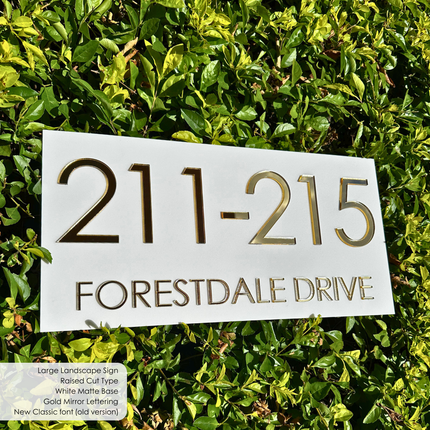 211-215
FORESTDALE DRIVE
Large Landscape Sign
Raised Cut Type
White Matte Base
Gold Mirror Lettering
New Classic font (old version)